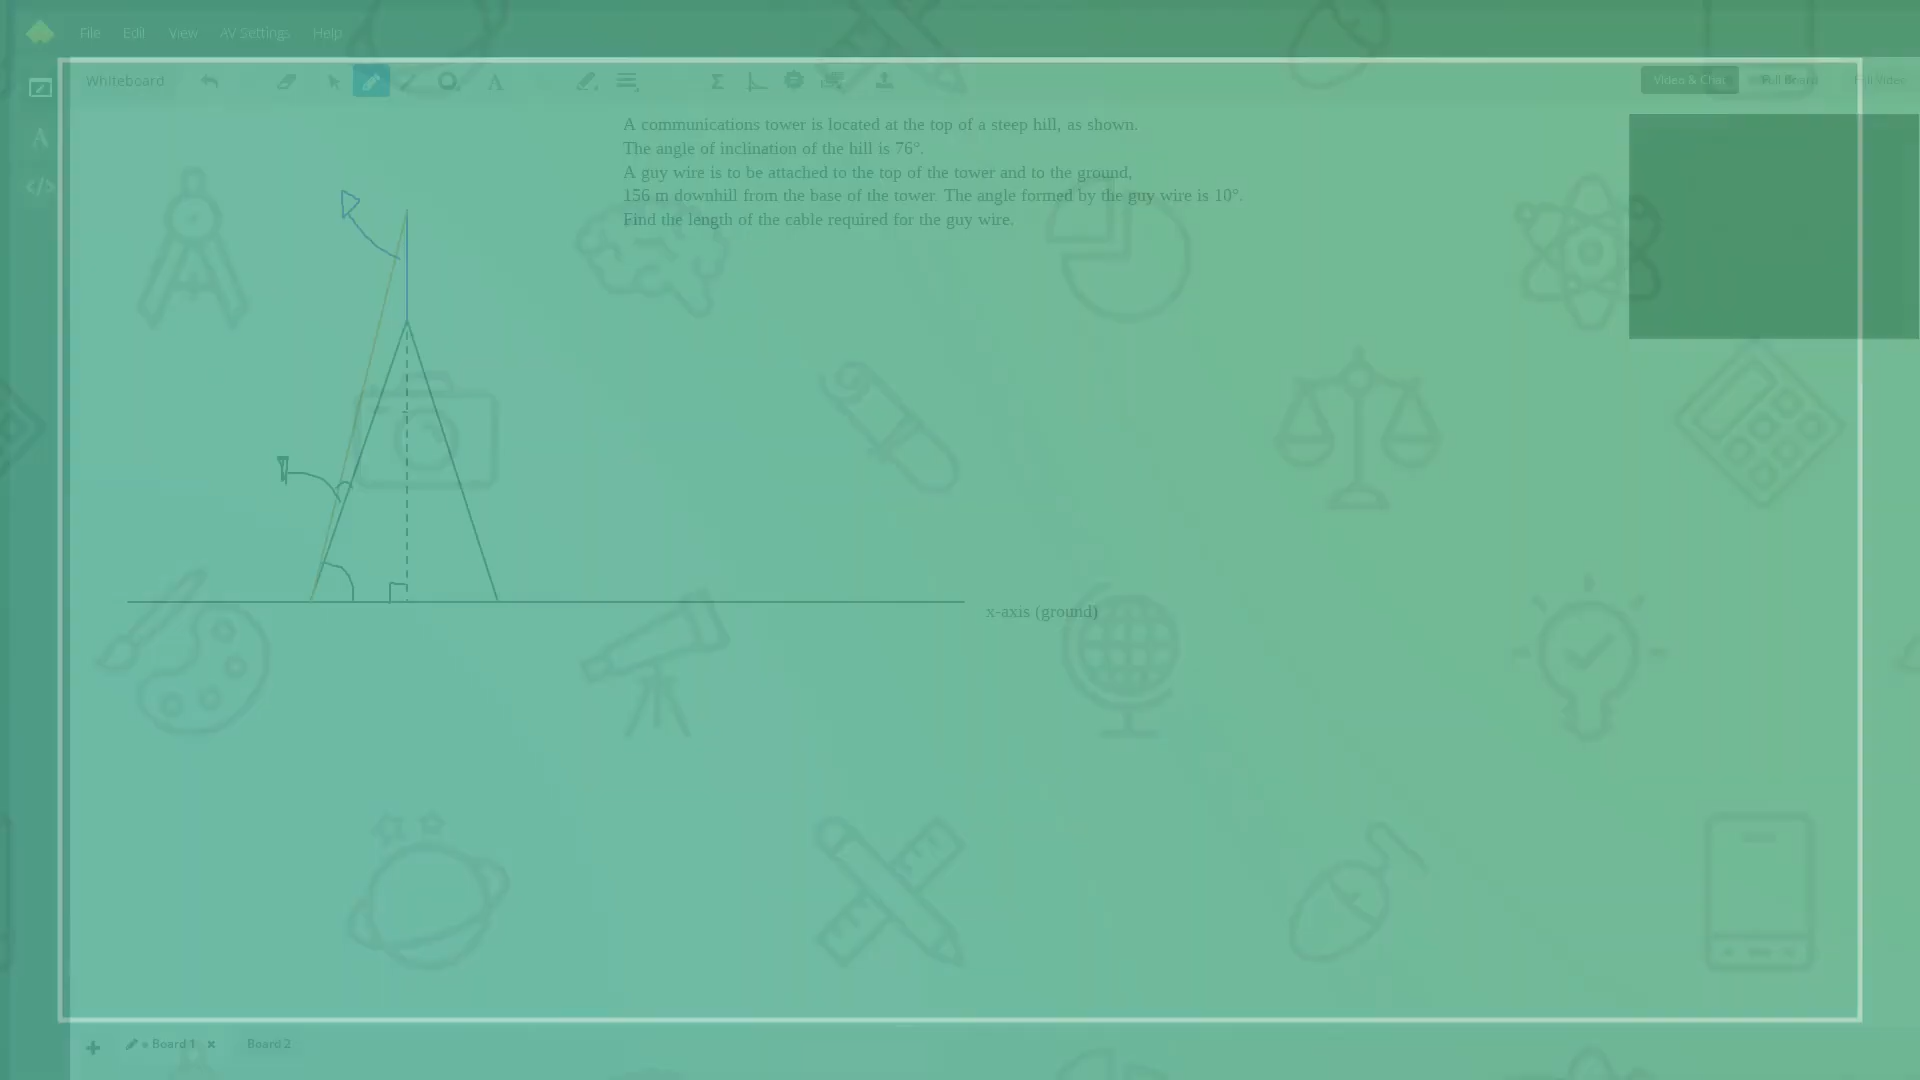 File Edit View AV Settings Help
Whiteboard
Video & Chat Full Board Full Video
A communications tower is located at the top of a steep hill, as shown.
The angle of inclination of the hill is 76°.
A guy wire is to be attached to the top of the tower and to the ground,
156 m downhill from the base of the tower. The angle formed by the guy wire is 10°.
Find the length of the cable required for the guy wire.
x-axis (ground)
Board 1 Board 2